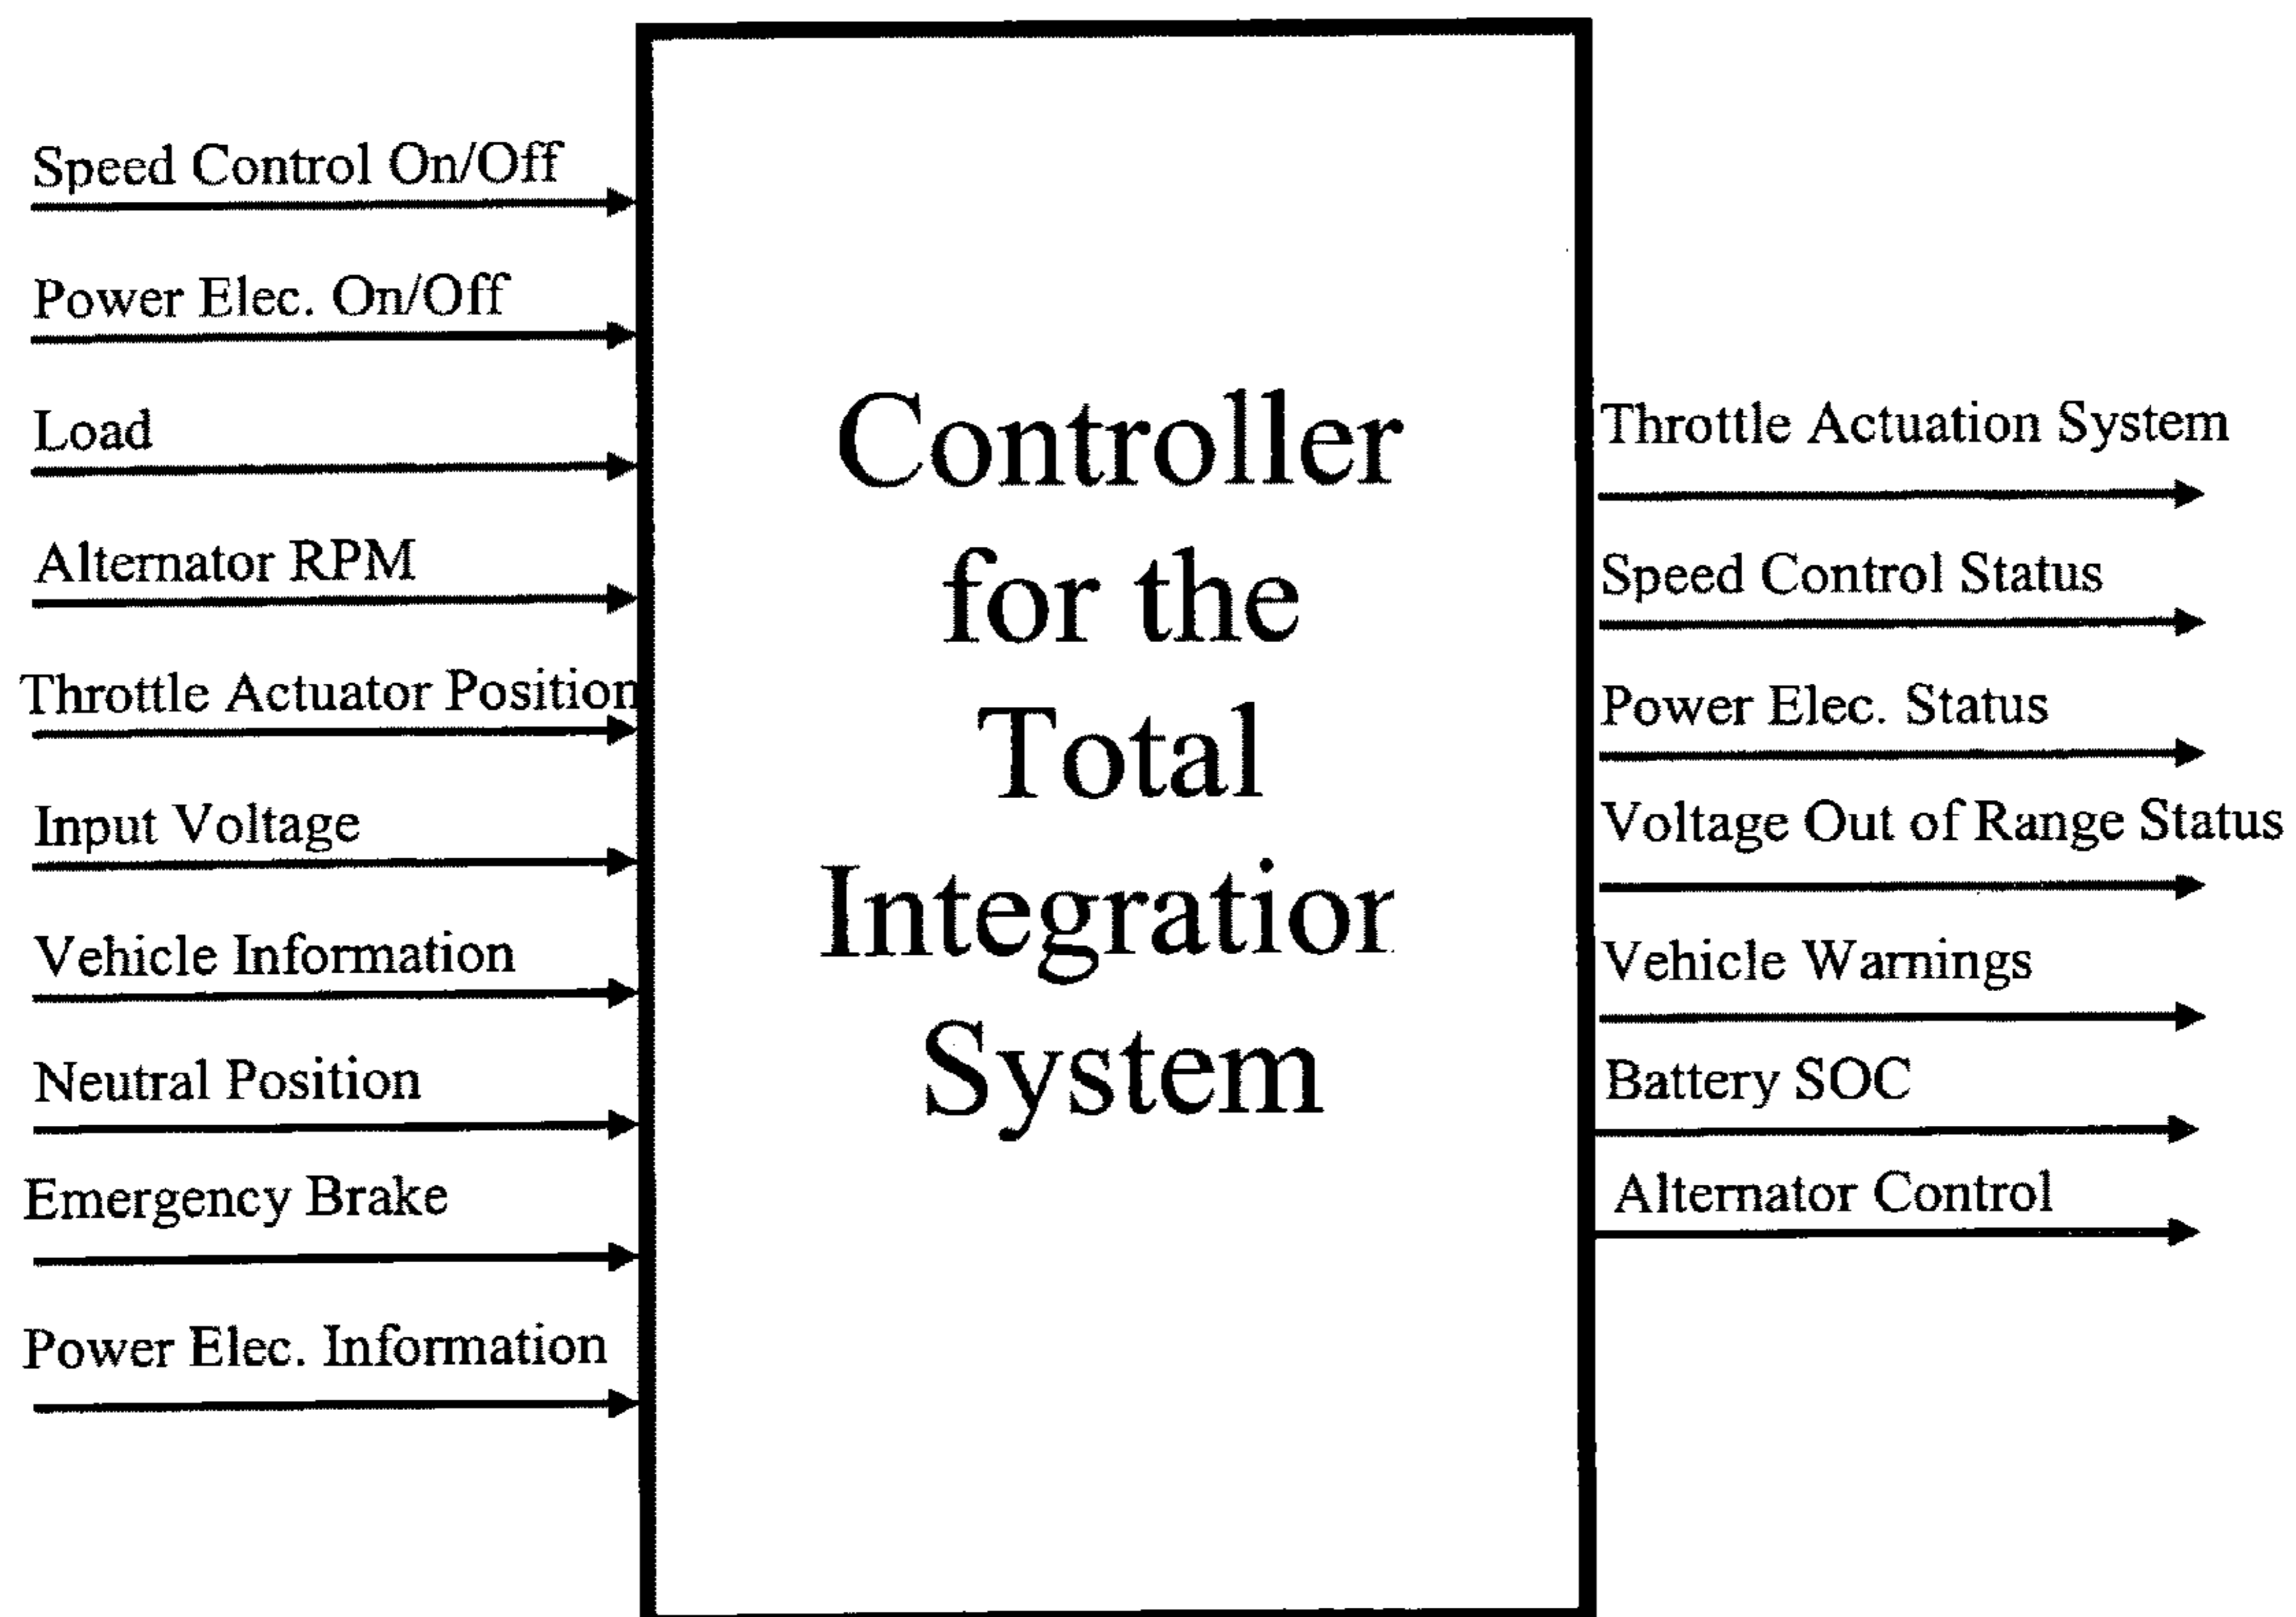 Speed Control On/Off
Power Elec. On/Off
Load
Alternator RPM
Throttle Actuator Position
Input Voltage
Vehicle Information
Neutral Position
Emergency Brake
Power Elec. Information
Controller
for the
Total
Integration
System
Throttle Actuation System
Speed Control Status
Power Elec. Status
Voltage Out of Range Status
Vehicle Warnings
Battery SOC
Alternator Control